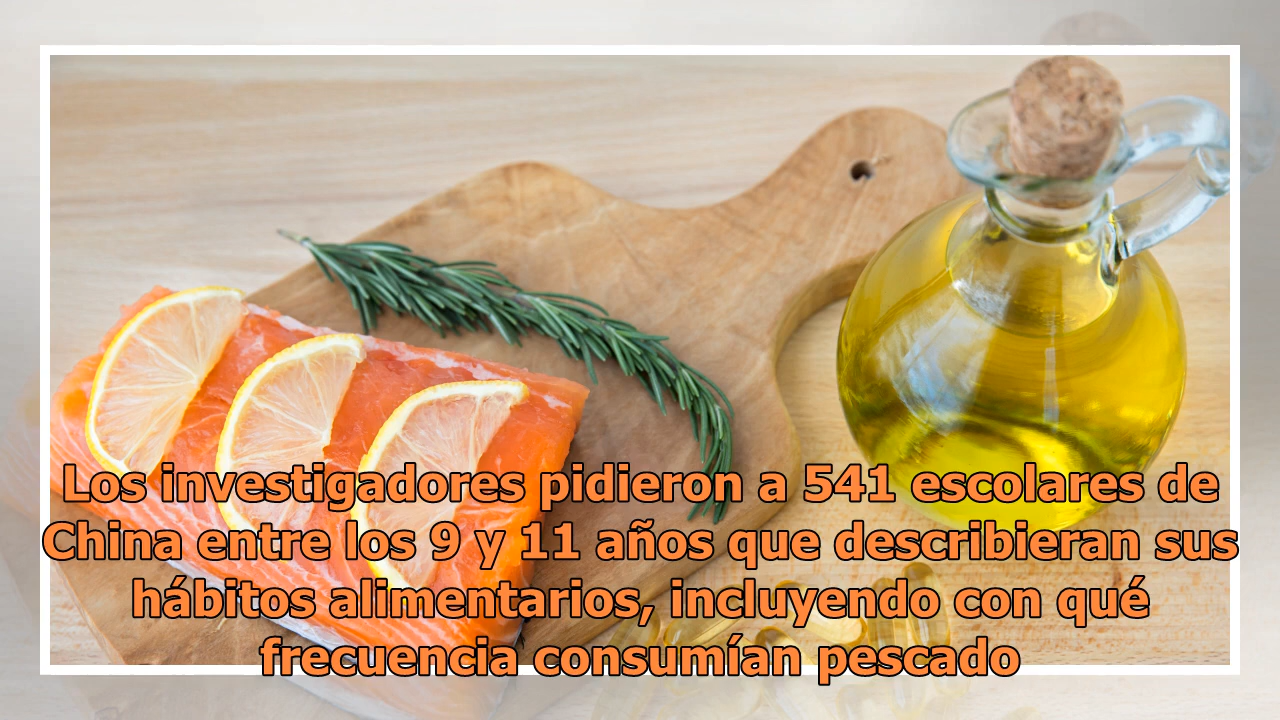 Los investigadores pidieron a 541 escolares de
China entre los 9 y 11 años que describieran sus
hábitos alimentarios, incluyendo con qué
frecuencia consumían pescado